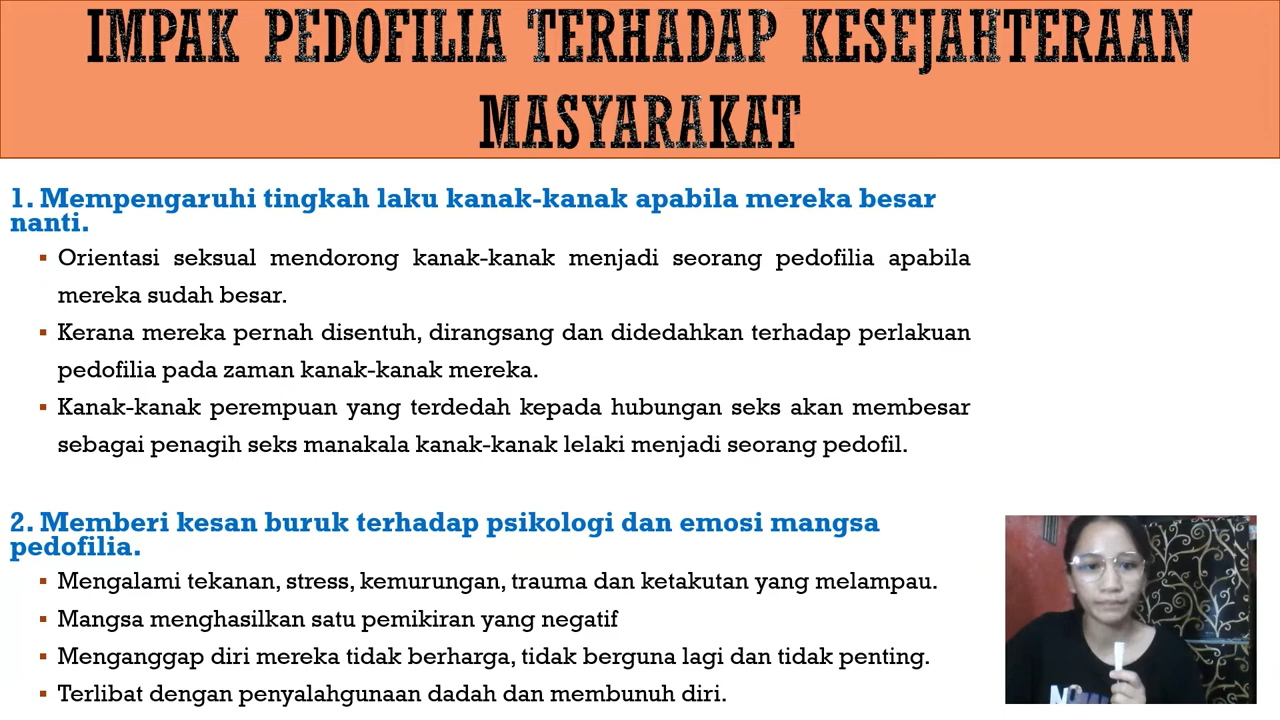 IMPAK PEDOFILIA TERHADAP KESEJAHTERAAN
MASYARAKAT
1. Mempengaruhi tingkah laku kanak-kanak apabila mereka besar
nanti.
▪ Orientasi seksual mendorong kanak-kanak menjadi seorang pedofilia apabila
mereka sudah besar.
▪ Kerana mereka pernah disentuh, dirangsang dan didedahkan terhadap perlakuan
pedofilia pada zaman kanak-kanak mereka.
▪ Kanak-kanak perempuan yang terdedah kepada hubungan seks akan membesar
sebagai penagih seks manakala kanak-kanak lelaki menjadi seorang pedofil.
2. Memberi kesan buruk terhadap psikologi dan emosi mangsa
pedofilia.
▪ Mengalami tekanan, stress, kemurungan, trauma dan ketakutan yang melampau.
▪ Mangsa menghasilkan satu pemikiran yang negatif
▪ Menganggap diri mereka tidak berharga, tidak berguna lagi dan tidak penting.
▪ Terlibat dengan penyalahgunaan dadah dan membunuh diri.